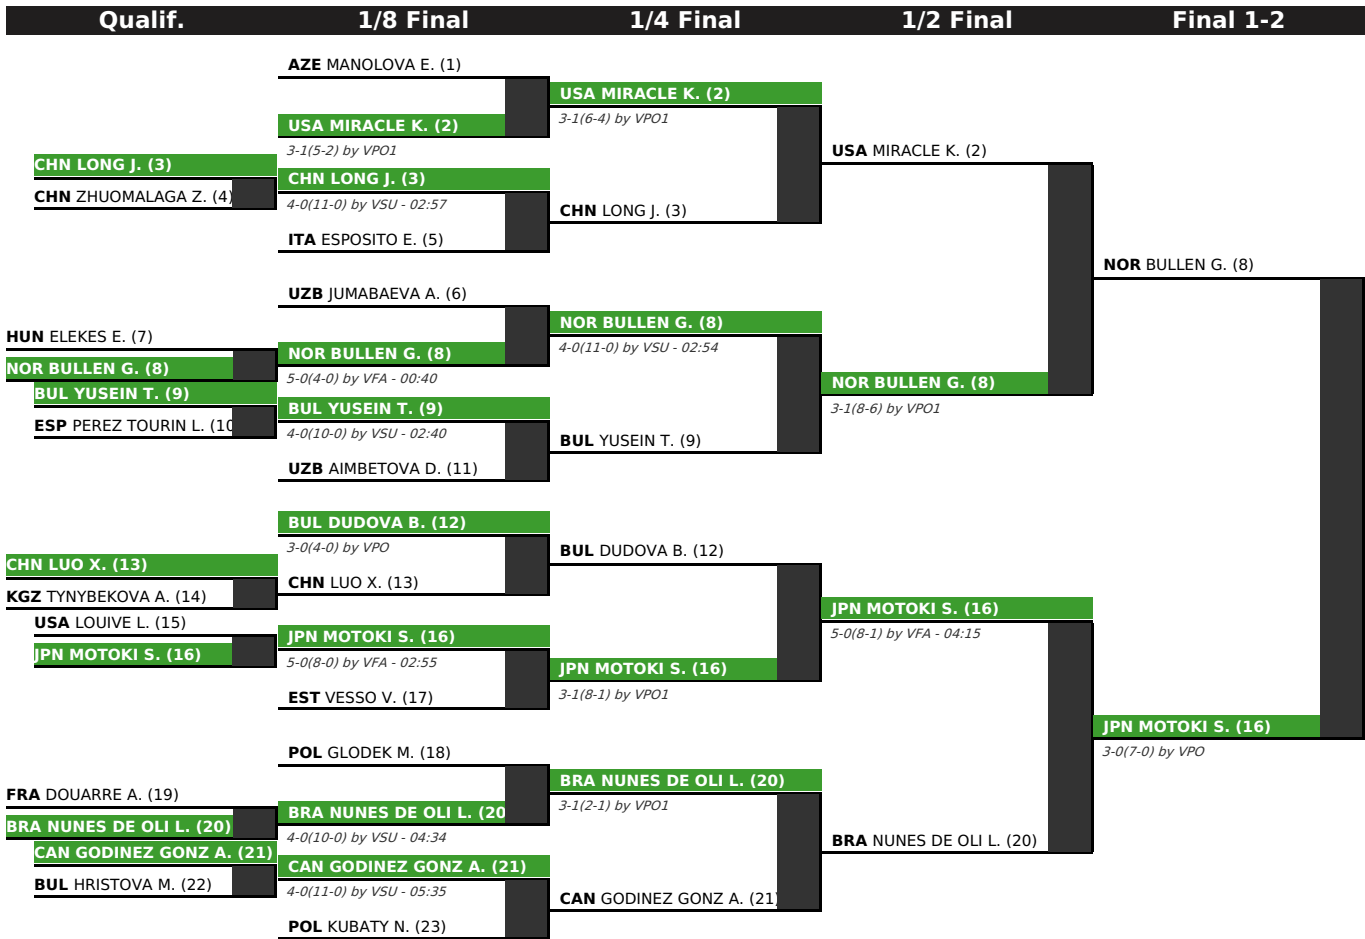 Qualif.
1/8 Final
1/4 Final
1/2 Final
Final 1-2
CHN LONG J. (3)
CHN ZHUOMALAGA Z. (4)
HUN ELEKES E. (7)
NOR BULLEN G. (8)
BUL YUSEIN T. (9)
ESP PEREZ TOURIN L. (10
CHN LUO X. (13)
KGZ TYNYBEKOVA A. (14)
USA LOUIVE L. (15)
JPN MOTOKI S. (16)
FRA DOUARRE A. (19)
BRA NUNES DE OLI L. (20)
CAN GODINEZ GONZ A. (21)
BUL HRISTOVA M. (22)
AZE MANOLOVA E. (1)
USA MIRACLE K. (2)
3-1(5-2) by VPO1
CHN LONG J. (3)
4-0(11-0) by VSU - 02:57
ITA ESPOSITO E. (5)
UZB JUMABAEVA A. (6)
NOR BULLEN G. (8)
5-0(4-0) by VFA - 00:40
BUL YUSEIN T. (9)
4-0(10-0) by VSU - 02:40
UZB AIMBETOVA D. (11)
BUL DUDOVA B. (12)
3-0(4-0) by VPO
CHN LUO X. (13)
JPN MOTOKI S. (16)
5-0(8-0) by VFA - 02:55
EST VESSO V. (17)
POL GLODEK M. (18)
BRA NUNES DE OLI L. (20
4-0(10-0) by VSU - 04:34
CAN GODINEZ GONZ A. (21)
4-0(11-0) by VSU - 05:35
POL KUBATY N. (23)
USA MIRACLE K. (2)
3-1(6-4) by VPO1
CHN LONG J. (3)
NOR BULLEN G. (8)
4-0(11-0) by VSU - 02:54
BUL YUSEIN T. (9)
BUL DUDOVA B. (12)
JPN MOTOKI S. (16)
3-1(8-1) by VPO1
BRA NUNES DE OLI L. (20)
3-1(2-1) by VPO1
CAN GODINEZ GONZ A. (21)
USA MIRACLE K. (2)
NOR BULLEN G. (8)
3-1(8-6) by VPO1
JPN MOTOKI S. (16)
5-0(8-1) by VFA - 04:15
BRA NUNES DE OLI L. (20)
NOR BULLEN G. (8)
JPN MOTOKI S. (16)
3-0(7-0) by VPO